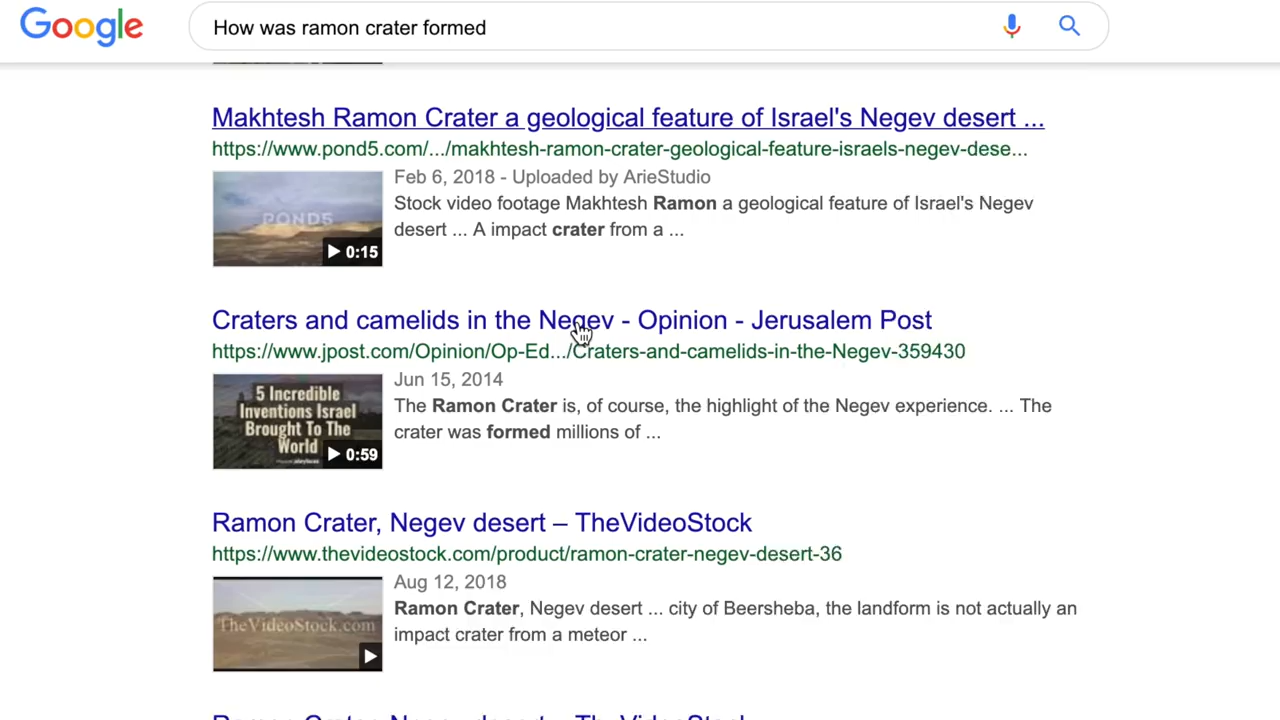 Google
How was ramon crater formed
Makhtesh Ramon Crater a geological feature of Israel's Negev desert ...
https://www.pond5.com/.../makhtesh-ramon-crater-geological-feature-israels-negev-dese...
POND5
0:15
Feb 6, 2018 - Uploaded by ArieStudio
Stock video footage Makhtesh Ramon a geological feature of Israel's Negev
desert ... A impact crater from a ...
Craters and camelids in the Negev - Opinion - Jerusalem Post
https://www.jpost.com/Opinion/Op-Ed.../Craters-and-camelids-in-the-Negev-359430
5 Incredible
Inventions Israel
Brought To The
World
0:59
Jun 15, 2014
The Ramon Crater is, of course, the highlight of the Negev experience. ... The
crater was formed millions of ...
Ramon Crater, Negev desert – TheVideoStock
https://www.thevideostock.com/product/ramon-crater-negev-desert-36
TheVideoStock.com
Aug 12, 2018
Ramon Crater, Negev desert ... city of Beersheba, the landform is not actually an
impact crater from a meteor ...
Ramon Crater, Negev desert – TheVideoStock